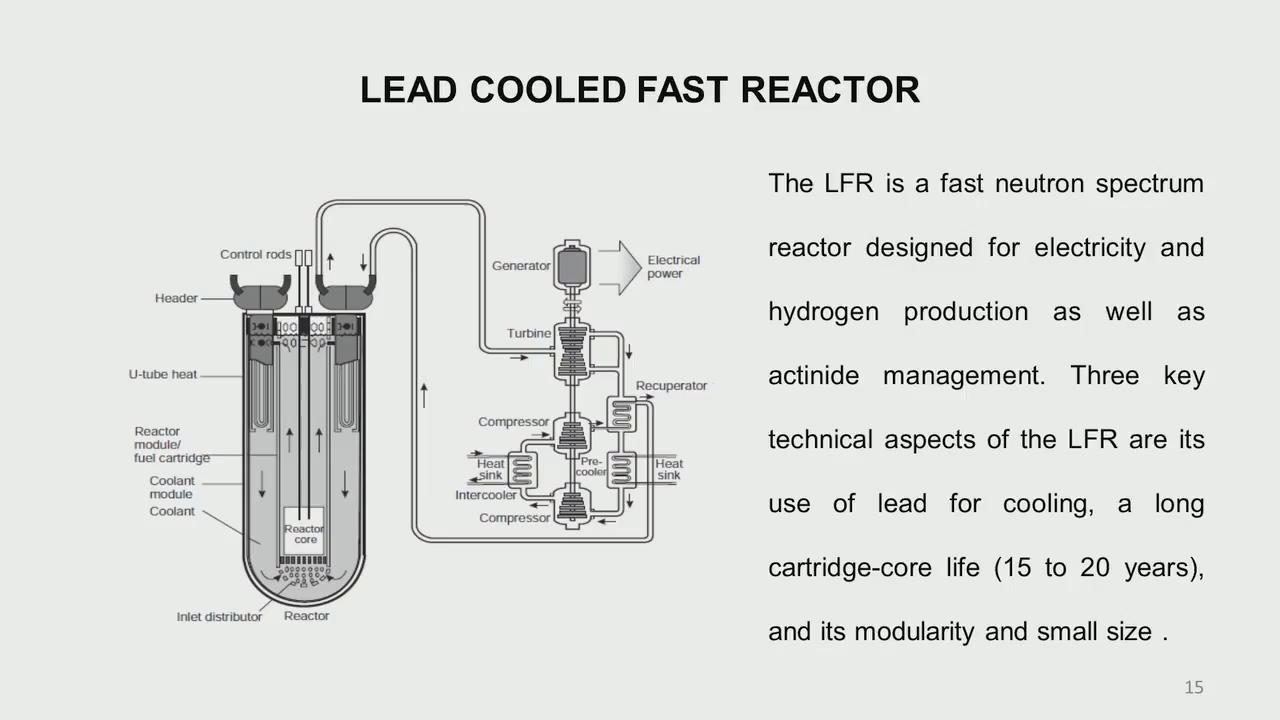 LEAD COOLED FAST REACTOR
The LFR is a fast neutron spectrum
reactor designed for electricity and
hydrogen production as well as
actinide management. Three key
technical aspects of the LFR are its
use of lead for cooling, a long
cartridge-core life (15 to 20 years),
and its modularity and small size .
Control rods
Header
U-tube heat
Reactor
module/
fuel cartridge
Coolant
module
Coolant
Reactor
core
Inlet distributor
Reactor
Generator
Electrical
power
Turbine
Recuperator
Compressor
Heat
sink
Pre-
cooler
Heat
sink
Intercooler
Compressor
15